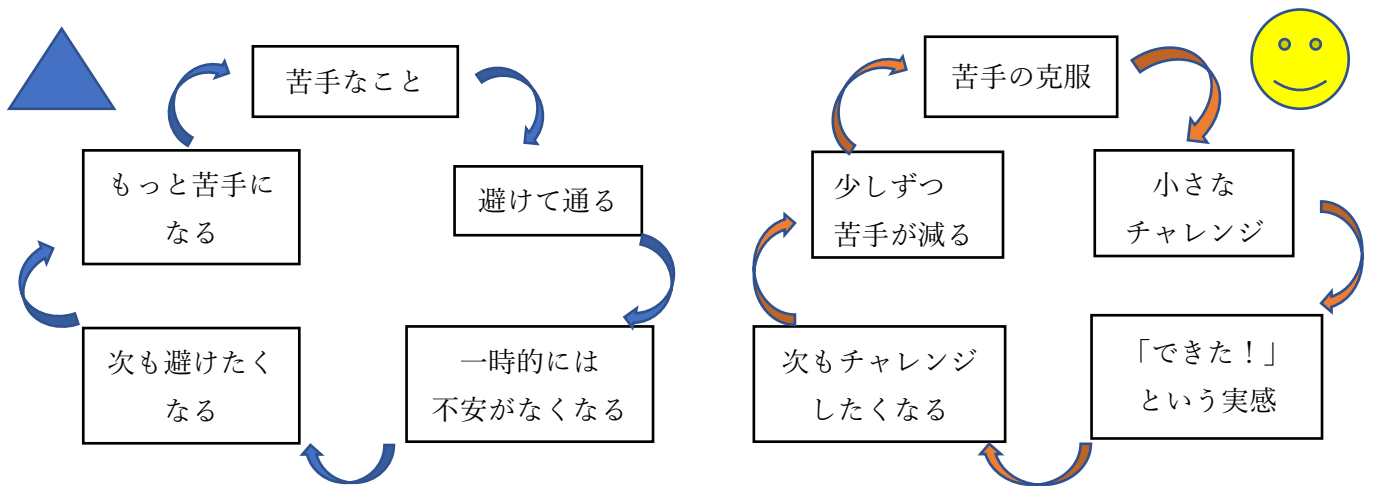 苦手なこと
避けて通る
一時的には
不安がなくなる
次も避けたく
なる
もっと苦手に
なる
苦手の克服
小さな
チャレンジ
「できた！」
という実感
次もチャレンジ
したくなる
少しずつ
苦手が減る